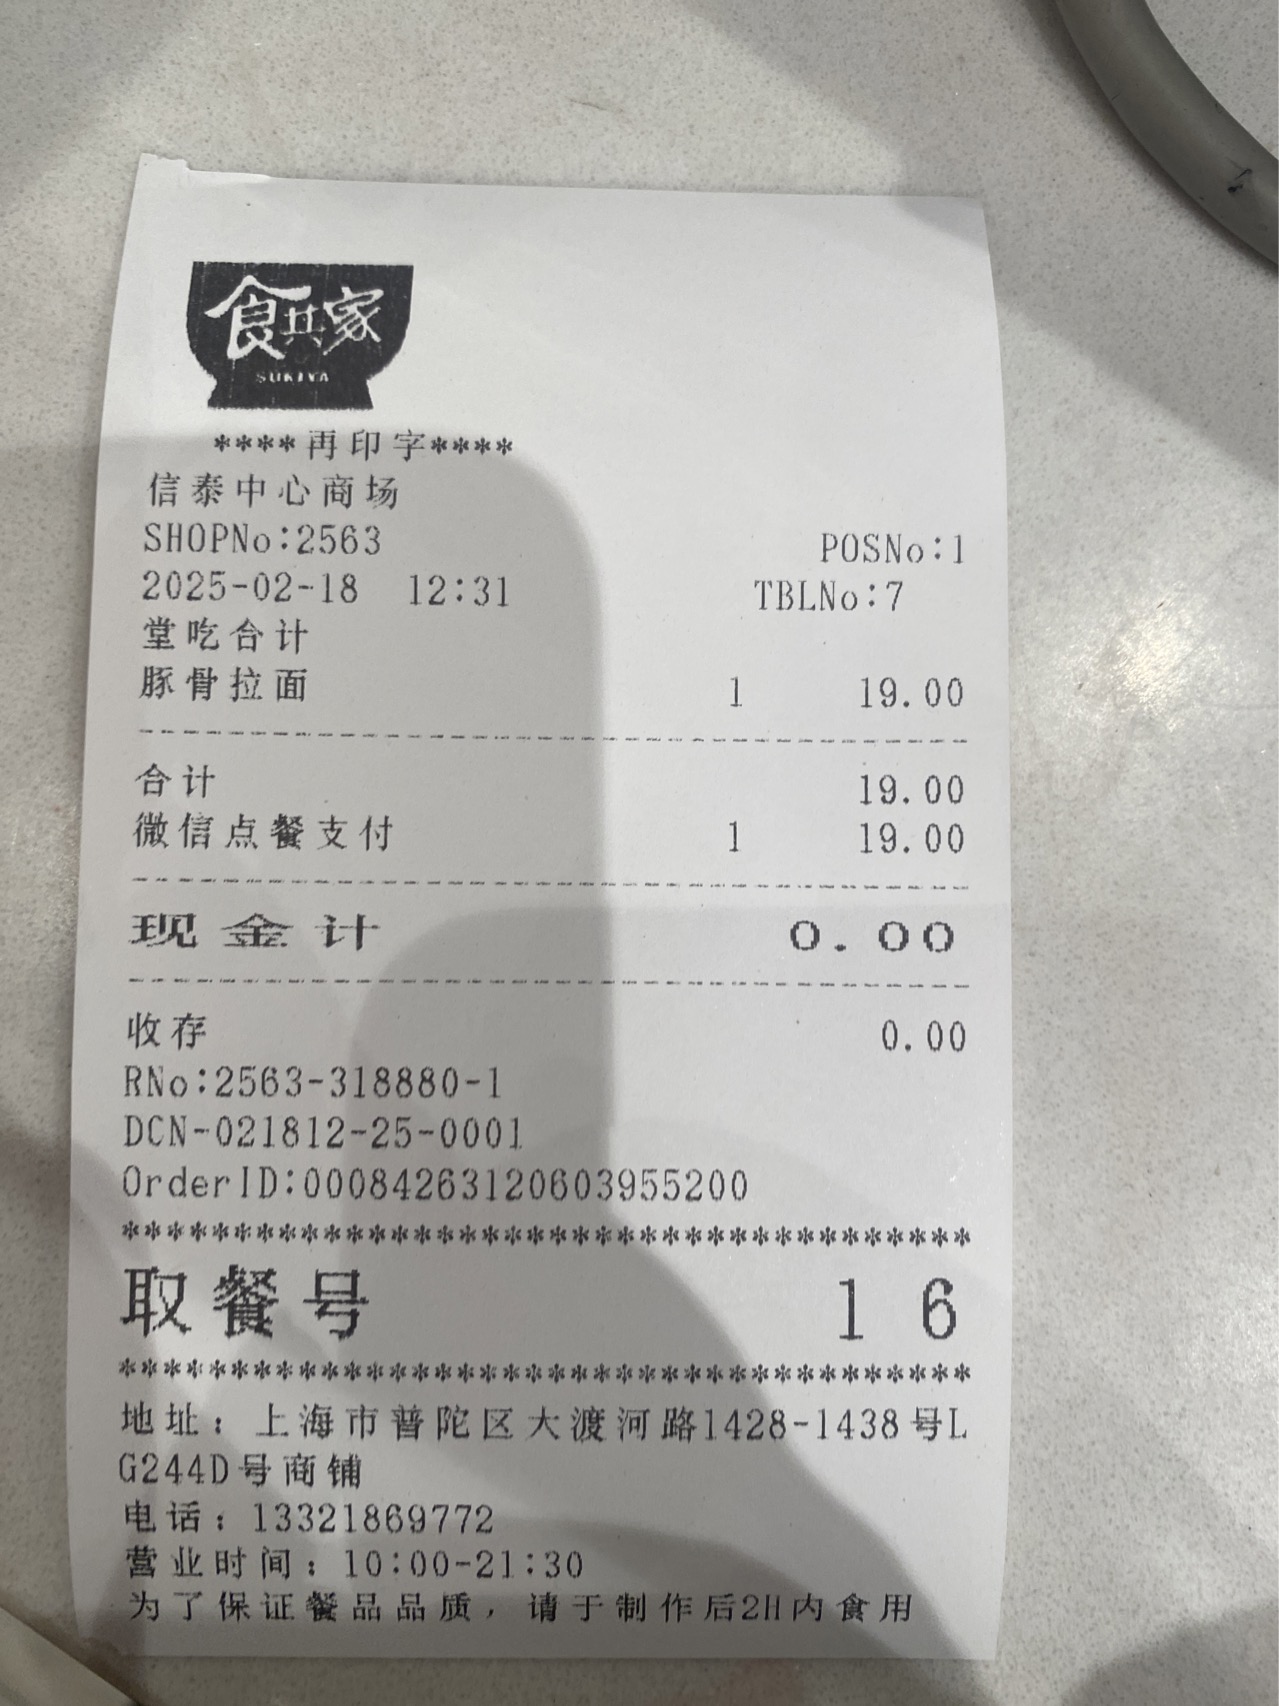 食其家
SUKIYA
****再印字****
信泰中心商场
SHOPNo:2563 POSNo:1
2025-02-18 12:31 TBLNo:7
堂吃合计
豚骨拉面 1 19.00
合计 19.00
微信点餐支付 1 19.00
现金计 0.00
收存 0.00
RNo:2563-318880-1
DCN-021812-25-0001
OrderID:00084263120603955200
**************************************
取餐号 16
**************************************
地址：上海市普陀区大渡河路1428-1438号L
G244D号商铺
电话：13321869772
营业时间：10:00-21:30
为了保证餐品品质，请于制作后2H内食用